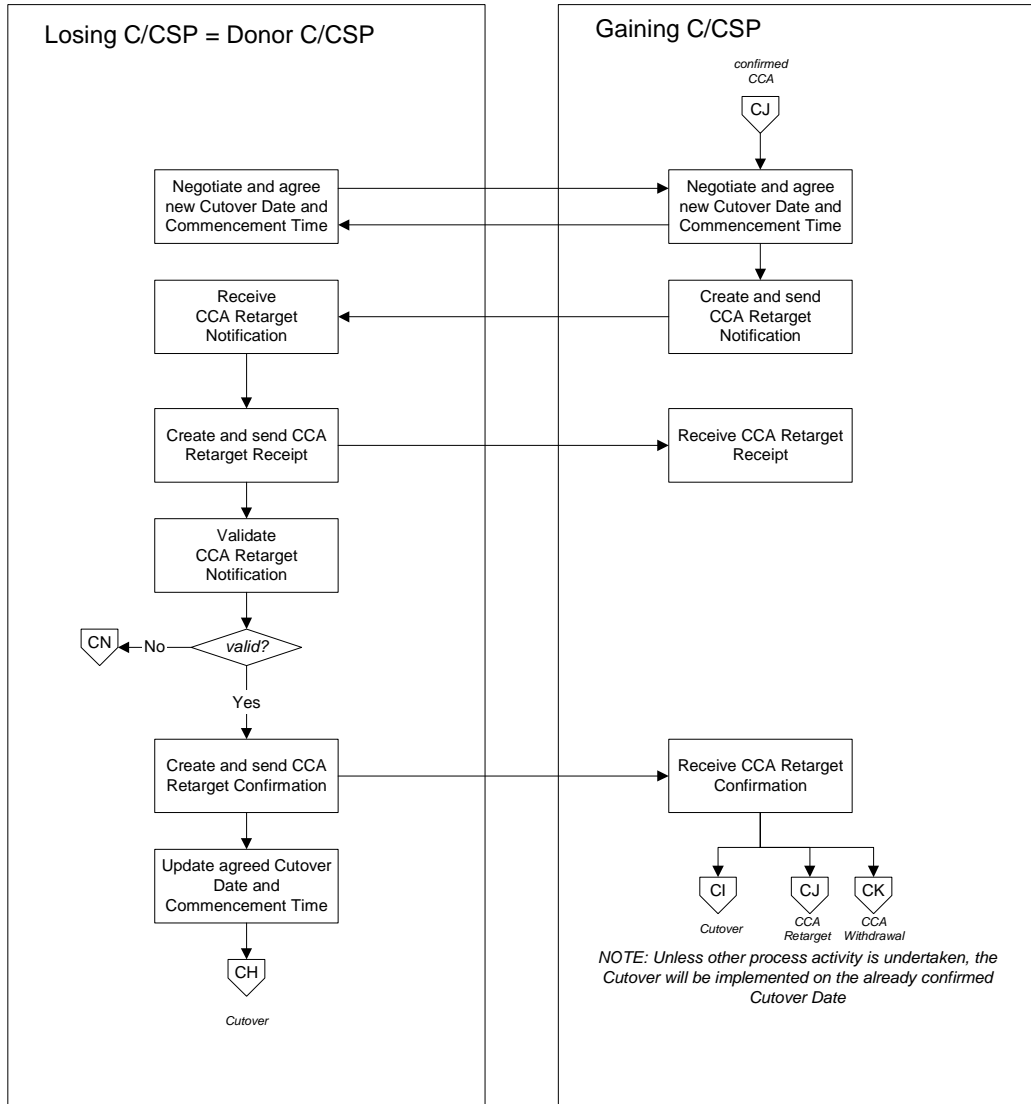 Losing C/CSP = Donor C/CSP
Gaining C/CSP
confirmed
CCA
CJ
Negotiate and agree
new Cutover Date and
Commencement Time
Negotiate and agree
new Cutover Date and
Commencement Time
Receive
CCA Retarget
Notification
Create and send
CCA Retarget
Notification
Create and send CCA
Retarget Receipt
Receive CCA Retarget
Receipt
Validate
CCA Retarget
Notification
CN
No
valid?
Yes
Create and send CCA
Retarget Confirmation
Receive CCA Retarget
Confirmation
Update agreed Cutover
Date and
Commencement Time
CH
Cutover
CI
Cutover
CJ
CCA
Retarget
CK
CCA
Withdrawal
NOTE: Unless other process activity is undertaken, the
Cutover will be implemented on the already confirmed
Cutover Date